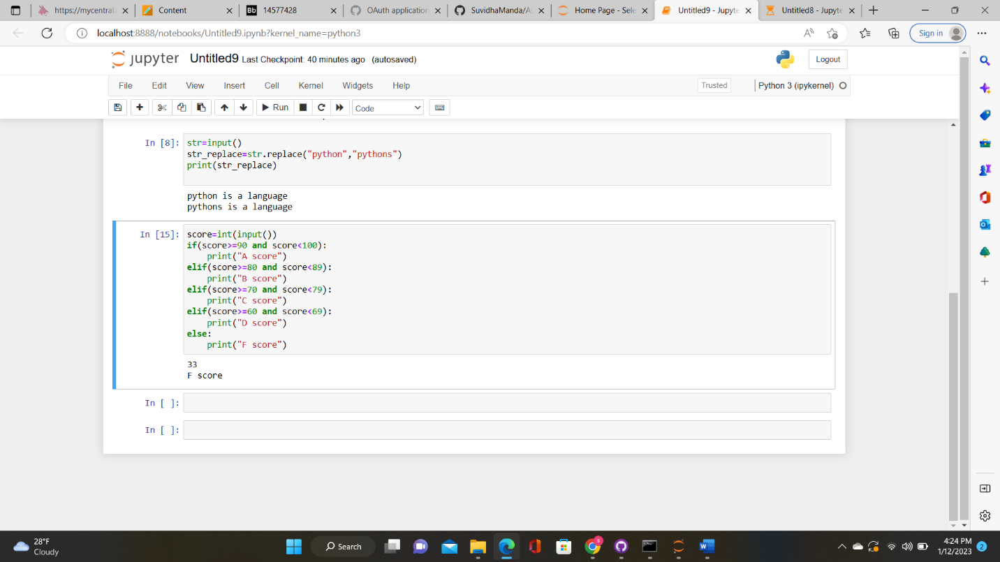 https://mycentral.
Content
Bb 14577428
OAuth application
SuvidhaManda/As
Home Page - Sele
Untitled9 - Jupyte
Untitled8 - Jupyte
localhost:8888/notebooks/Untitled9.ipynb?kernel_name=python3
Sign in
jupyter Untitled9 Last Checkpoint: 40 minutes ago (autosaved)
Logout
File Edit View Insert Cell Kernel Widgets Help
Trusted
Python 3 (ipykernel)
Run
Code
In [8]: str=input()
str_replace=str.replace("python","pythons")
print(str_replace)
python is a language
pythons is a language
In [15]: score=int(input())
if(score>=90 and score<100):
    print("A score")
elif(score>=80 and score<89):
    print("B score")
elif(score>=70 and score<79):
    print("C score")
elif(score>=60 and score<69):
    print("D score")
else:
    print("F score")
33
F score
In [ ]:
In [ ]:
28°F
Cloudy
Search
4:24 PM
1/12/2023
2